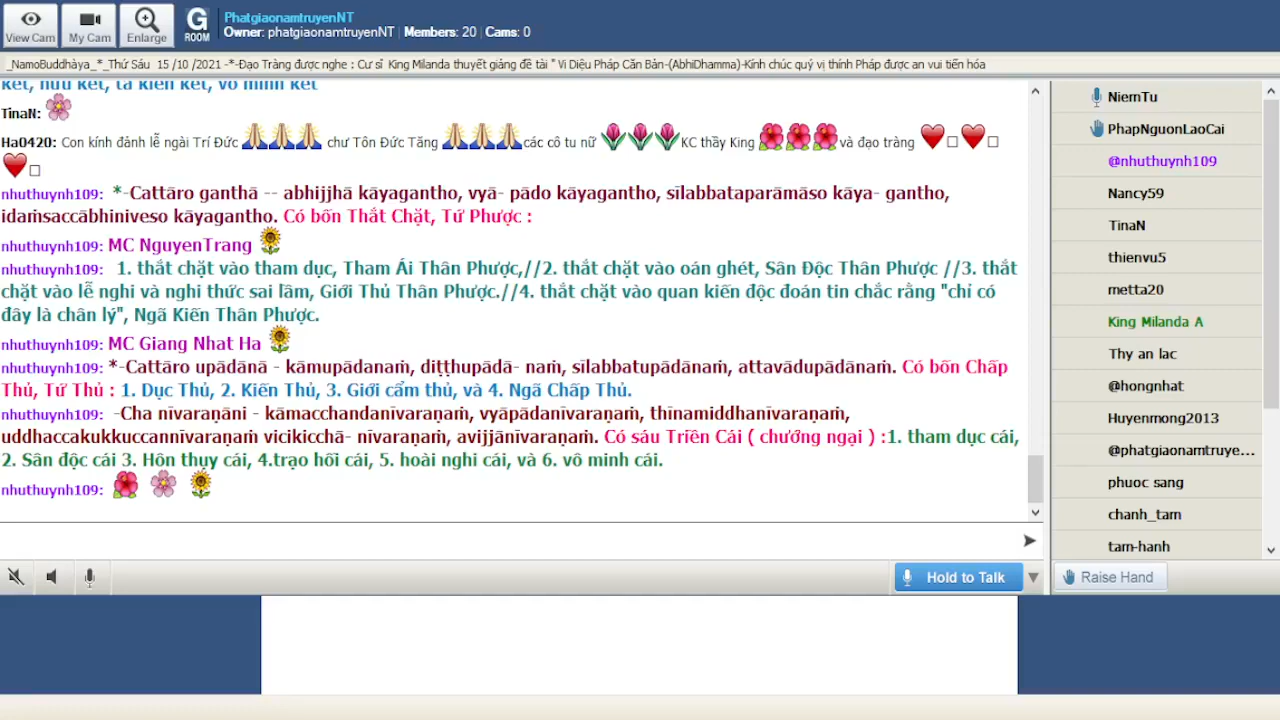 View Cam
My Cam
Enlarge
G
ROOM
PhatgiaonamtruyenNT
Owner: phatgiaonamtruyenNT | Members: 20 | Cams: 0
_NamoBuddhàya_*_Thứ Sáu 15 /10 /2021 -*-Đạo Tràng được nghe : Cư sĩ King Milanda thuyết giảng đề tài " Vi Diệu Pháp Căn Bản-(AbhiDhamma)-Kính chúc quý vị thính Pháp được an vui tiến hóa
kết, hữu kết, tà kiến kết, vô minh kết
TinaN:
Ha0420: Con kính đảnh lễ ngài Trí Đức chư Tôn Đức Tăng các cô tu nữ KC thầy King và đạo tràng
nhuthuynh109: *-Cattāro ganthā -- abhijjhā kāyagantho, vyā- pādo kāyagantho, sīlabbataparāmāso kāya- gantho,
idaṁsaccābhiniveso kāyagantho. Có bốn Thắt Chặt, Tứ Phược :
nhuthuynh109: MC NguyenTrang
nhuthuynh109: 1. thắt chặt vào tham dục, Tham Ái Thân Phược,//2. thắt chặt vào oán ghét, Sân Độc Thân Phược //3. thắt
chặt vào lễ nghi và nghi thức sai lầm, Giới Thủ Thân Phược.//4. thắt chặt vào quan kiến độc đoán tin chắc rằng "chỉ có
đây là chân lý", Ngã Kiến Thân Phược.
nhuthuynh109: MC Giang Nhat Ha
nhuthuynh109: *-Cattāro upādānā - kāmupādanaṁ, diṭṭhupādā- naṁ, sīlabbatupādānaṁ, attavādupādānaṁ. Có bốn Chấp
Thủ, Tứ Thủ : 1. Dục Thủ, 2. Kiến Thủ, 3. Giới cẩm thủ, và 4. Ngã Chấp Thủ.
nhuthuynh109: -Cha nīvaraṇāni - kāmacchandanīvaraṇaṁ, vyāpādanīvaraṇaṁ, thīnamiddhanīvaraṇaṁ,
uddhaccakukkuccannīvaraṇaṁ vicikicchā- nīvaraṇaṁ, avijjānīvaraṇaṁ. Có sáu Triền Cái ( chướng ngại ) :1. tham dục cái,
2. Sân độc cái 3. Hôn thụy cái, 4.trạo hối cái, 5. hoài nghi cái, và 6. vô minh cái.
nhuthuynh109:
Hold to Talk
NiemTu
PhapNguonLaoCai
@nhuthuynh109
Nancy59
TinaN
thienvu5
metta20
King Milanda A
Thy an lac
@hongnhat
Huyenmong2013
@phatgiaonamtruye...
phuoc sang
chanh_tam
tam-hanh
Raise Hand